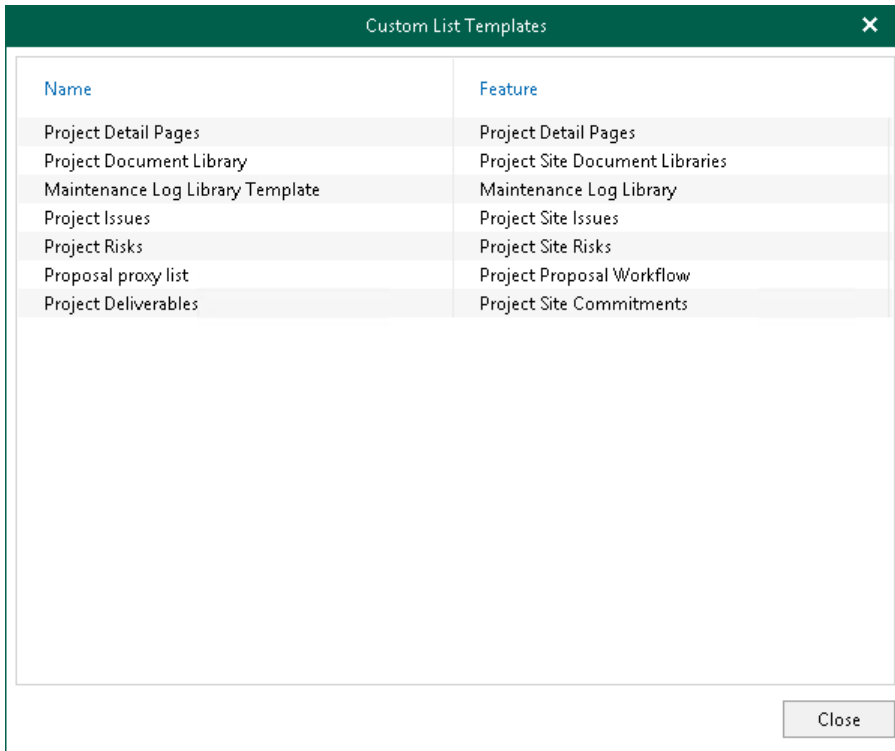 Custom List Templates
Name Feature
Project Detail Pages Project Detail Pages
Project Document Library Project Site Document Libraries
Maintenance Log Library Template Maintenance Log Library
Project Issues Project Site Issues
Project Risks Project Site Risks
Proposal proxy list Project Proposal Workflow
Project Deliverables Project Site Commitments
Close